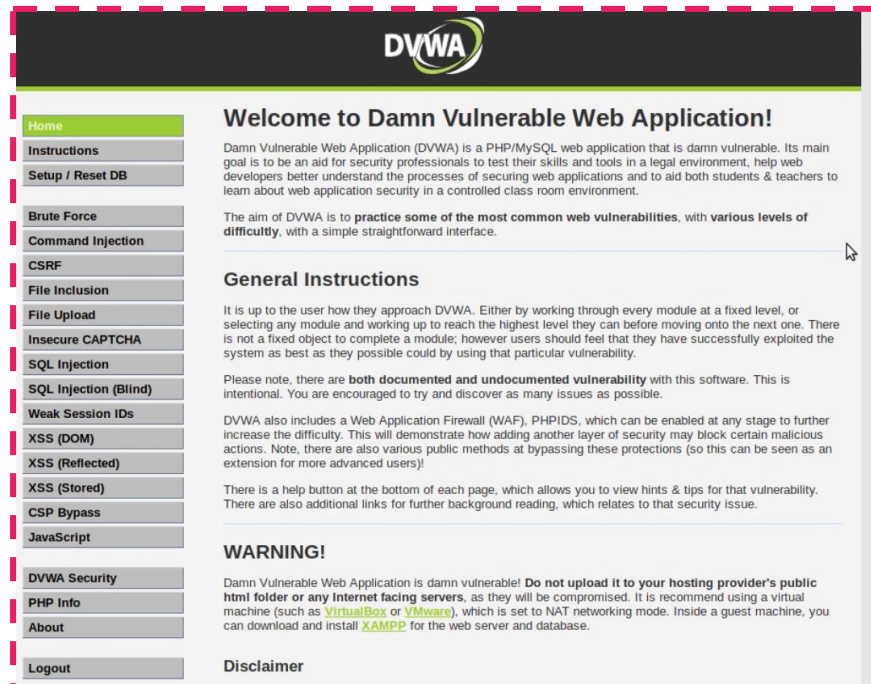 DVWA
Home
Instructions
Setup / Reset DB
Brute Force
Command Injection
CSRF
File Inclusion
File Upload
Insecure CAPTCHA
SQL Injection
SQL Injection (Blind)
Weak Session IDs
XSS (DOM)
XSS (Reflected)
XSS (Stored)
CSP Bypass
JavaScript
DVWA Security
PHP Info
About
Logout
Welcome to Damn Vulnerable Web Application!
Damn Vulnerable Web Application (DVWA) is a PHP/MySQL web application that is damn vulnerable. Its main
goal is to be an aid for security professionals to test their skills and tools in a legal environment, help web
developers better understand the processes of securing web applications and to aid both students & teachers to
learn about web application security in a controlled class room environment.
The aim of DVWA is to practice some of the most common web vulnerabilities, with various levels of
difficultly, with a simple straightforward interface.
General Instructions
It is up to the user how they approach DVWA. Either by working through every module at a fixed level, or
selecting any module and working up to reach the highest level they can before moving onto the next one. There
is not a fixed object to complete a module; however users should feel that they have successfully exploited the
system as best as they possible could by using that particular vulnerability.
Please note, there are both documented and undocumented vulnerability with this software. This is
intentional. You are encouraged to try and discover as many issues as possible.
DVWA also includes a Web Application Firewall (WAF), PHPIDS, which can be enabled at any stage to further
increase the difficulty. This will demonstrate how adding another layer of security may block certain malicious
actions. Note, there are also various public methods at bypassing these protections (so this can be seen as an
extension for more advanced users)!
There is a help button at the bottom of each page, which allows you to view hints & tips for that vulnerability.
There are also additional links for further background reading, which relates to that security issue.
WARNING!
Damn Vulnerable Web Application is damn vulnerable! Do not upload it to your hosting provider's public
html folder or any Internet facing servers, as they will be compromised. It is recommend using a virtual
machine (such as VirtualBox or VMware), which is set to NAT networking mode. Inside a guest machine, you
can download and install XAMPP for the web server and database.
Disclaimer